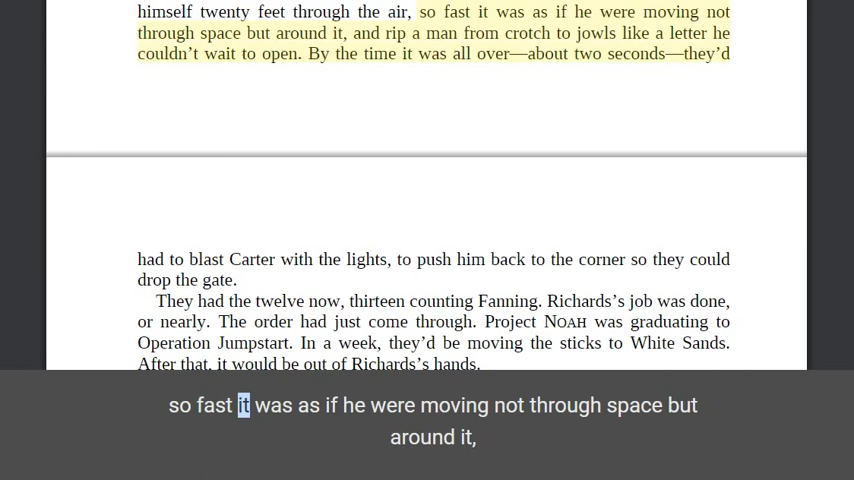 himself twenty feet through the air, so fast it was as if he were moving not
through space but around it, and rip a man from crotch to jowls like a letter he
couldn’t wait to open. By the time it was all over—about two seconds—they’d
had to blast Carter with the lights, to push him back to the corner so they could
drop the gate.
They had the twelve now, thirteen counting Fanning. Richards’s job was done,
or nearly. The order had just come through. Project NOAH was graduating to
Operation Jumpstart. In a week, they’d be moving the sticks to White Sands.
After that, it would be out of Richards’s hands.
so fast it was as if he were moving not through space but
around it,